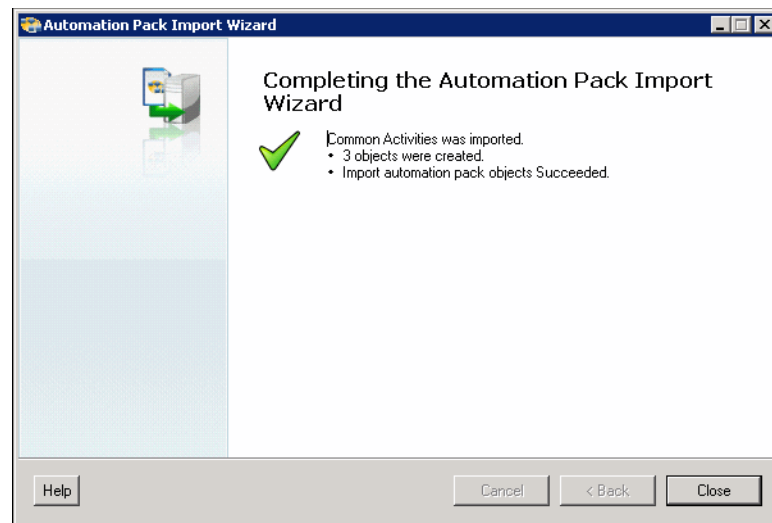 Automation Pack Import Wizard
Completing the Automation Pack Import
Wizard
Common Activities was imported.
• 3 objects were created.
• Import automation pack objects Succeeded.
Help
Cancel
< Back
Close